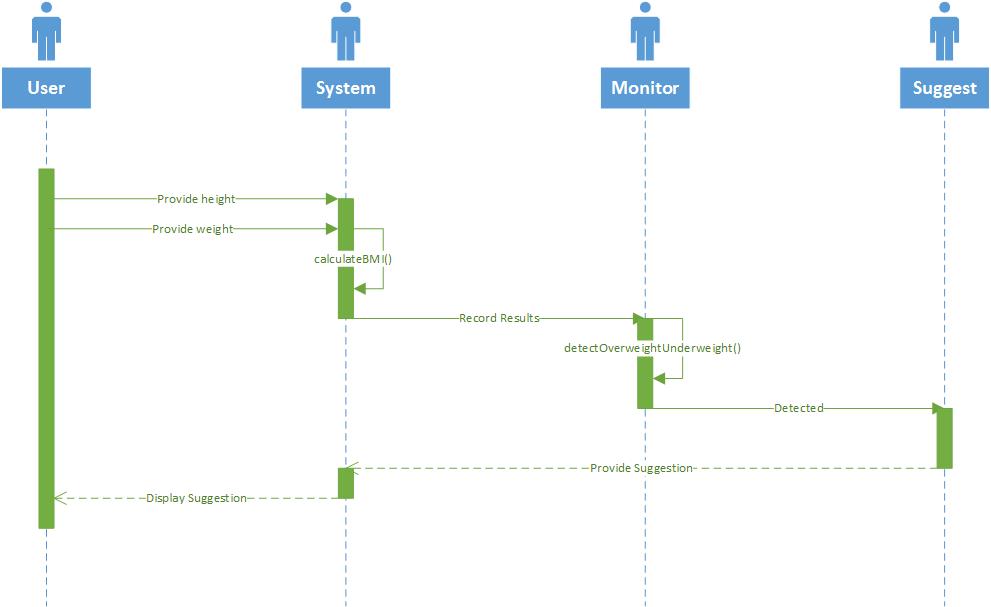 User
System
Monitor
Suggest
Provide height
Provide weight
calculateBMI()
Record Results
detectOverweightUnderweight()
Detected
Provide Suggestion
Display Suggestion